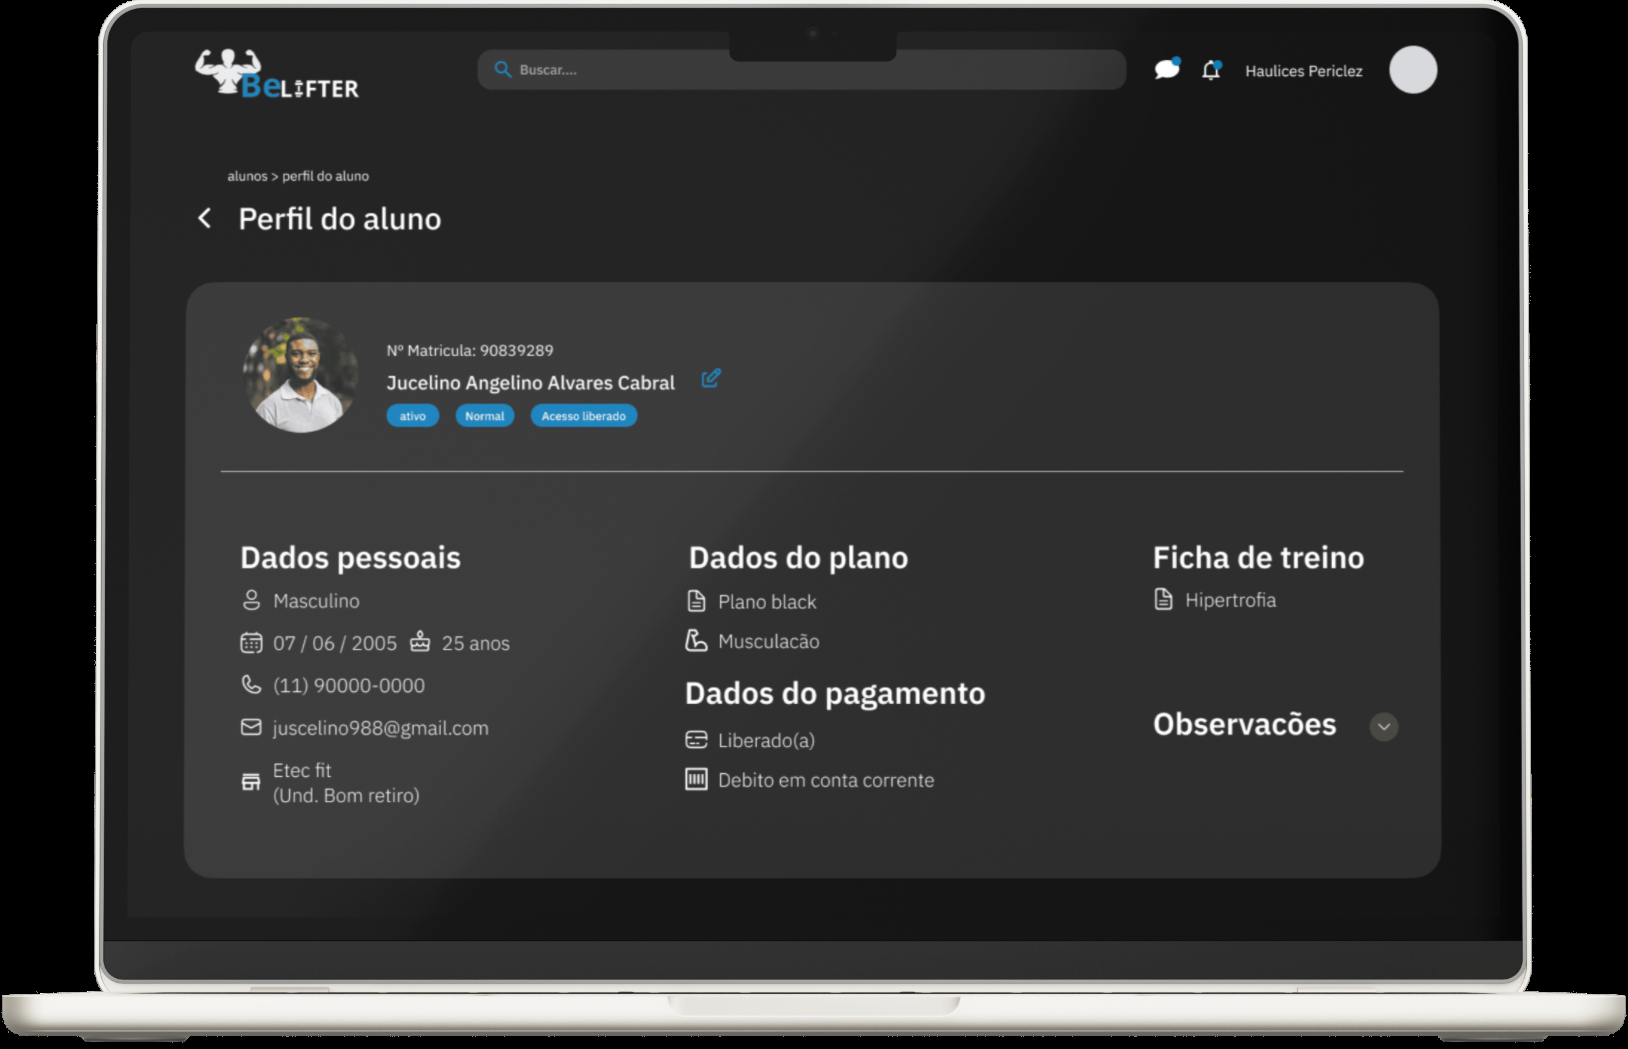 BeLIFTER
Buscar....
Haulices Periclez
alunos > perfil do aluno
Perfil do aluno
Nº Matricula: 90839289
Jucelino Angelino Alvares Cabral
ativo
Normal
Acesso liberado
Dados pessoais
Masculino
07 / 06 / 2005 25 anos
(11) 90000-0000
juscelino988@gmail.com
Etec fit
(Und. Bom retiro)
Dados do plano
Plano black
Musculacão
Dados do pagamento
Liberado(a)
Debito em conta corrente
Ficha de treino
Hipertrofia
Observacões